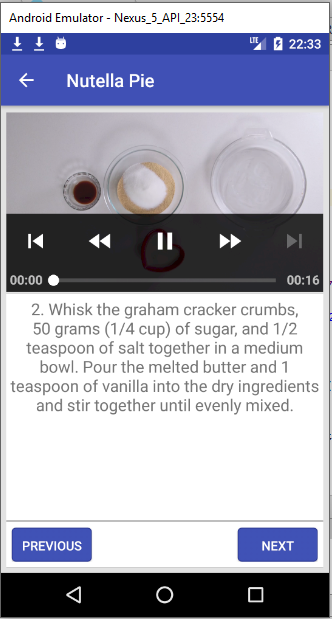 Android Emulator - Nexus_5_API_23:5554
LTE 22:33
Nutella Pie
00:00 00:16
2. Whisk the graham cracker crumbs,
50 grams (1/4 cup) of sugar, and 1/2
teaspoon of salt together in a medium
bowl. Pour the melted butter and 1
teaspoon of vanilla into the dry ingredients
and stir together until evenly mixed.
PREVIOUS NEXT